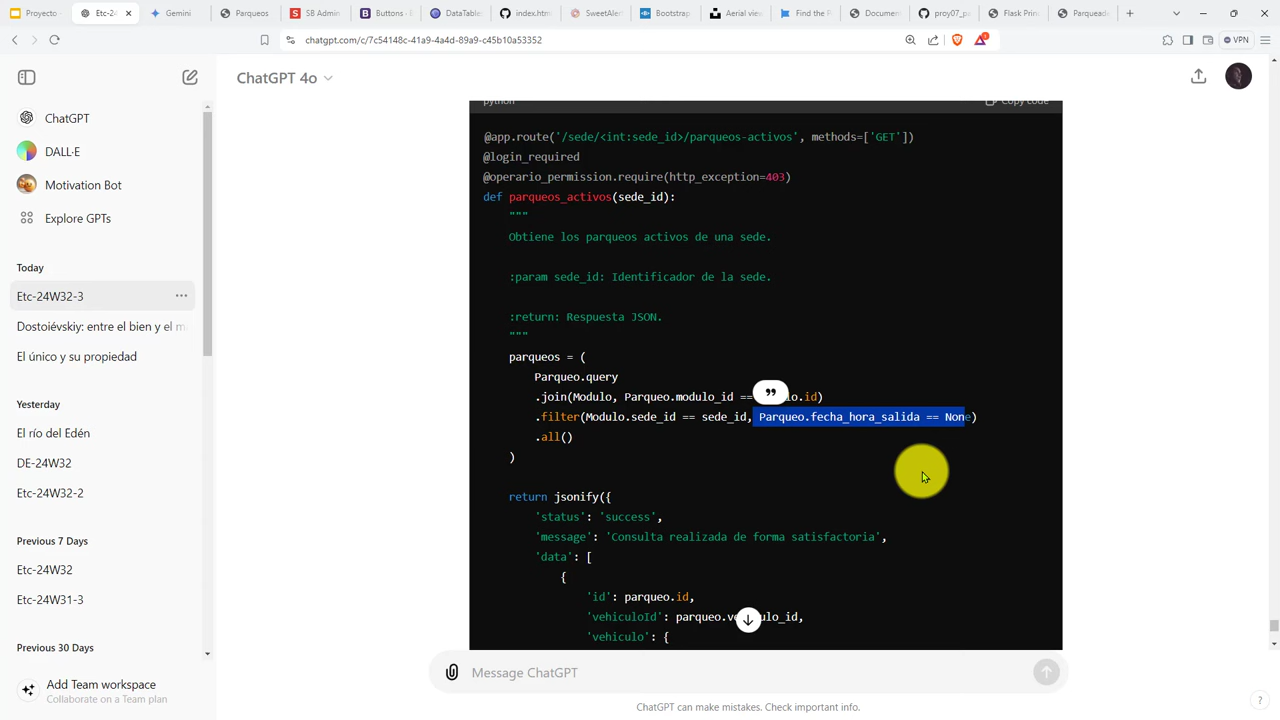 Proyecto
Etc-24
Gemini
Parqueos
SB Admin
Buttons - B
DataTable
index.htm
SweetAler
Bootstrap
Aerial view
Find the P
Documen
proy07_pa
Flask Prin
Parquead
chatgpt.com/c/7c54148c-41a9-4a4d-89a9-c45b10a53352
VPN
ChatGPT 4o
ChatGPT
DALL·E
Motivation Bot
Explore GPTs
Today
Etc-24W32-3
Dostoiévskiy: entre el bien y el m
El único y su propiedad
Yesterday
El río del Edén
DE-24W32
Etc-24W32-2
Previous 7 Days
Etc-24W32
Etc-24W31-3
Previous 30 Days
Add Team workspace
Collaborate on a Team plan
python
Copy code
@app.route('/sede/<int:sede_id>/parqueos-activos', methods=['GET'])
@login_required
@operario_permission.require(http_exception=403)
def parqueos_activos(sede_id):
"""
Obtiene los parqueos activos de una sede.
:param sede_id: Identificador de la sede.
:return: Respuesta JSON.
"""
parqueos = (
Parqueo.query
.join(Modulo, Parqueo.modulo_id == lo.id)
.filter(Modulo.sede_id == sede_id, Parqueo.fecha_hora_salida == None)
.all()
)
return jsonify({
'status': 'success',
'message': 'Consulta realizada de forma satisfactoria',
'data': [
{
'id': parqueo.id,
'vehiculoId': parqueo.ve ulo_id,
'vehiculo': {
Message ChatGPT
ChatGPT can make mistakes. Check important info.
?